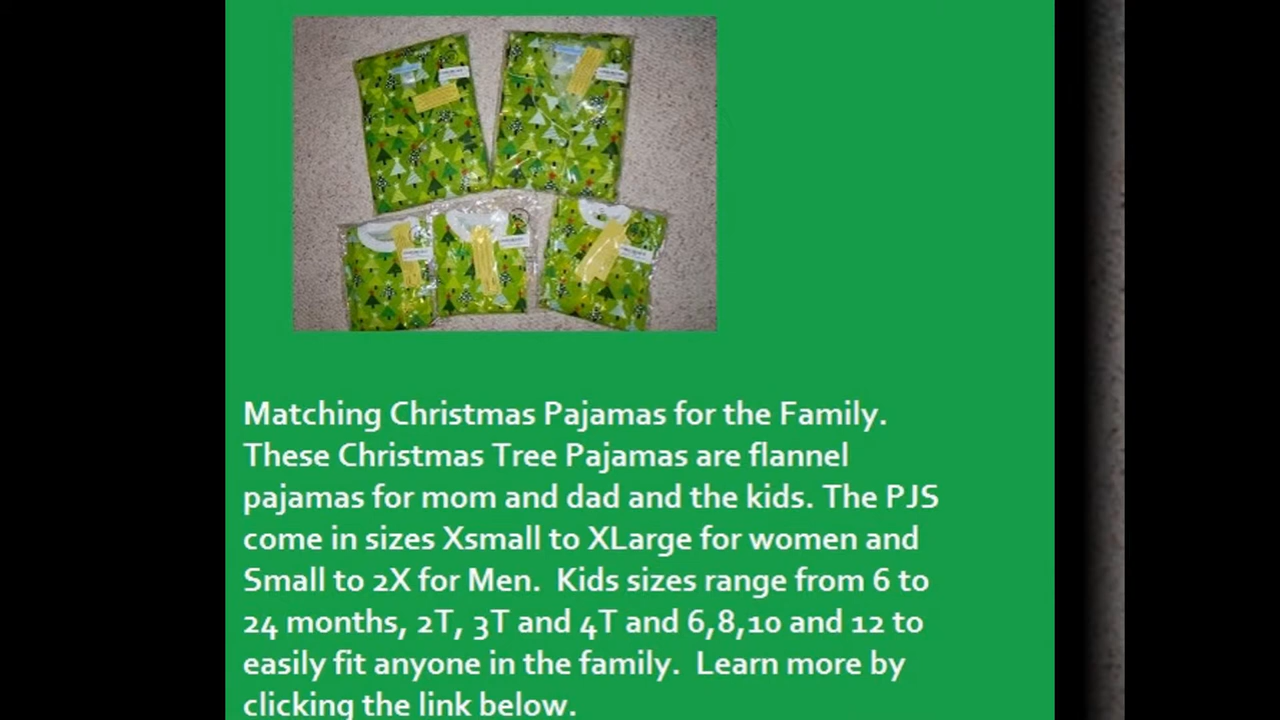 Matching Christmas Pajamas for the Family.
These Christmas Tree Pajamas are flannel
pajamas for mom and dad and the kids. The PJS
come in sizes Xsmall to XLarge for women and
Small to 2X for Men. Kids sizes range from 6 to
24 months, 2T, 3T and 4T and 6,8,10 and 12 to
easily fit anyone in the family. Learn more by
clicking the link below.